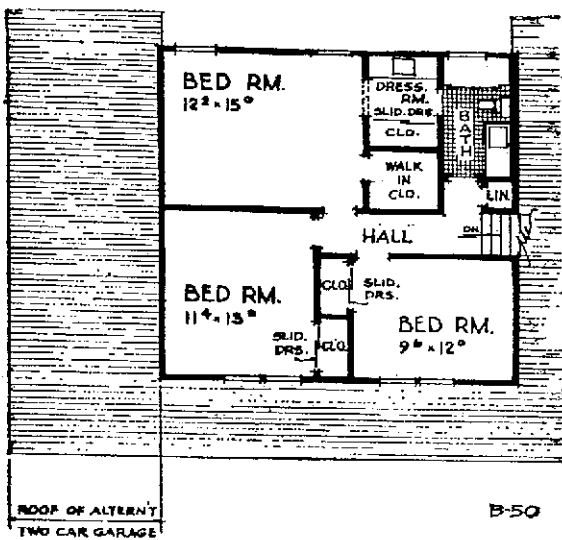 BED RM.
12² × 15⁰
DRESS.
RM.
SLID. DRS.
CLO.
BATH
WALK
IN
CLO.
LIN.
HALL
DN.
BED RM.
11⁴ × 13⁸
CLO.
SLID.
DRS.
SLID.
DRS.
CLO.
BED RM.
9⁶ × 12⁰
ROOF OF ALTERN'T
TWO CAR GARAGE
B-50